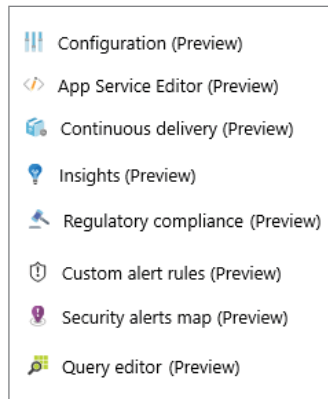 Configuration (Preview)
App Service Editor (Preview)
Continuous delivery (Preview)
Insights (Preview)
Regulatory compliance (Preview)
Custom alert rules (Preview)
Security alerts map (Preview)
Query editor (Preview)